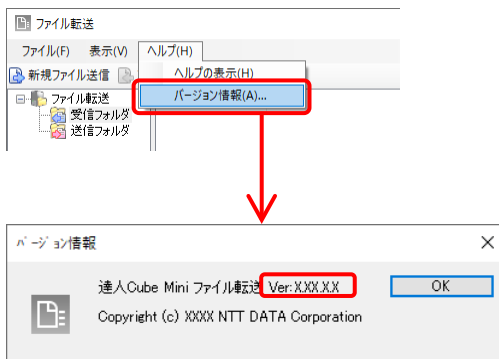 ファイル転送
ファイル(F) 表示(V) ヘルプ(H)
新規ファイル送信 ヘルプの表示(H)
ファイル転送 バージョン情報(A)...
受信フォルダ
送信フォルダ
バージョン情報
達人Cube Mini ファイル転送 Ver:X.XX.X.X OK
Copyright (c) XXXX NTT DATA Corporation